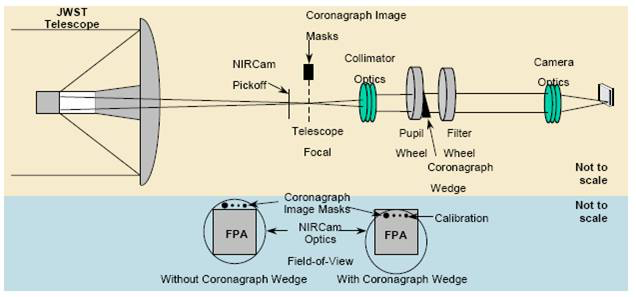 JWST
Telescope
Coronagraph Image
Masks
NIRCam
Pickoff
Collimator
Optics
Camera
Optics
Telescope
Focal
Pupil
Wheel
Filter
Wheel
Coronagraph
Wedge
Not to
scale
Not to
scale
Coronagraph
Image Masks
Calibration
NIRCam
Optics
FPA
FPA
Field-of-View
Without Coronagraph Wedge
With Coronagraph Wedge